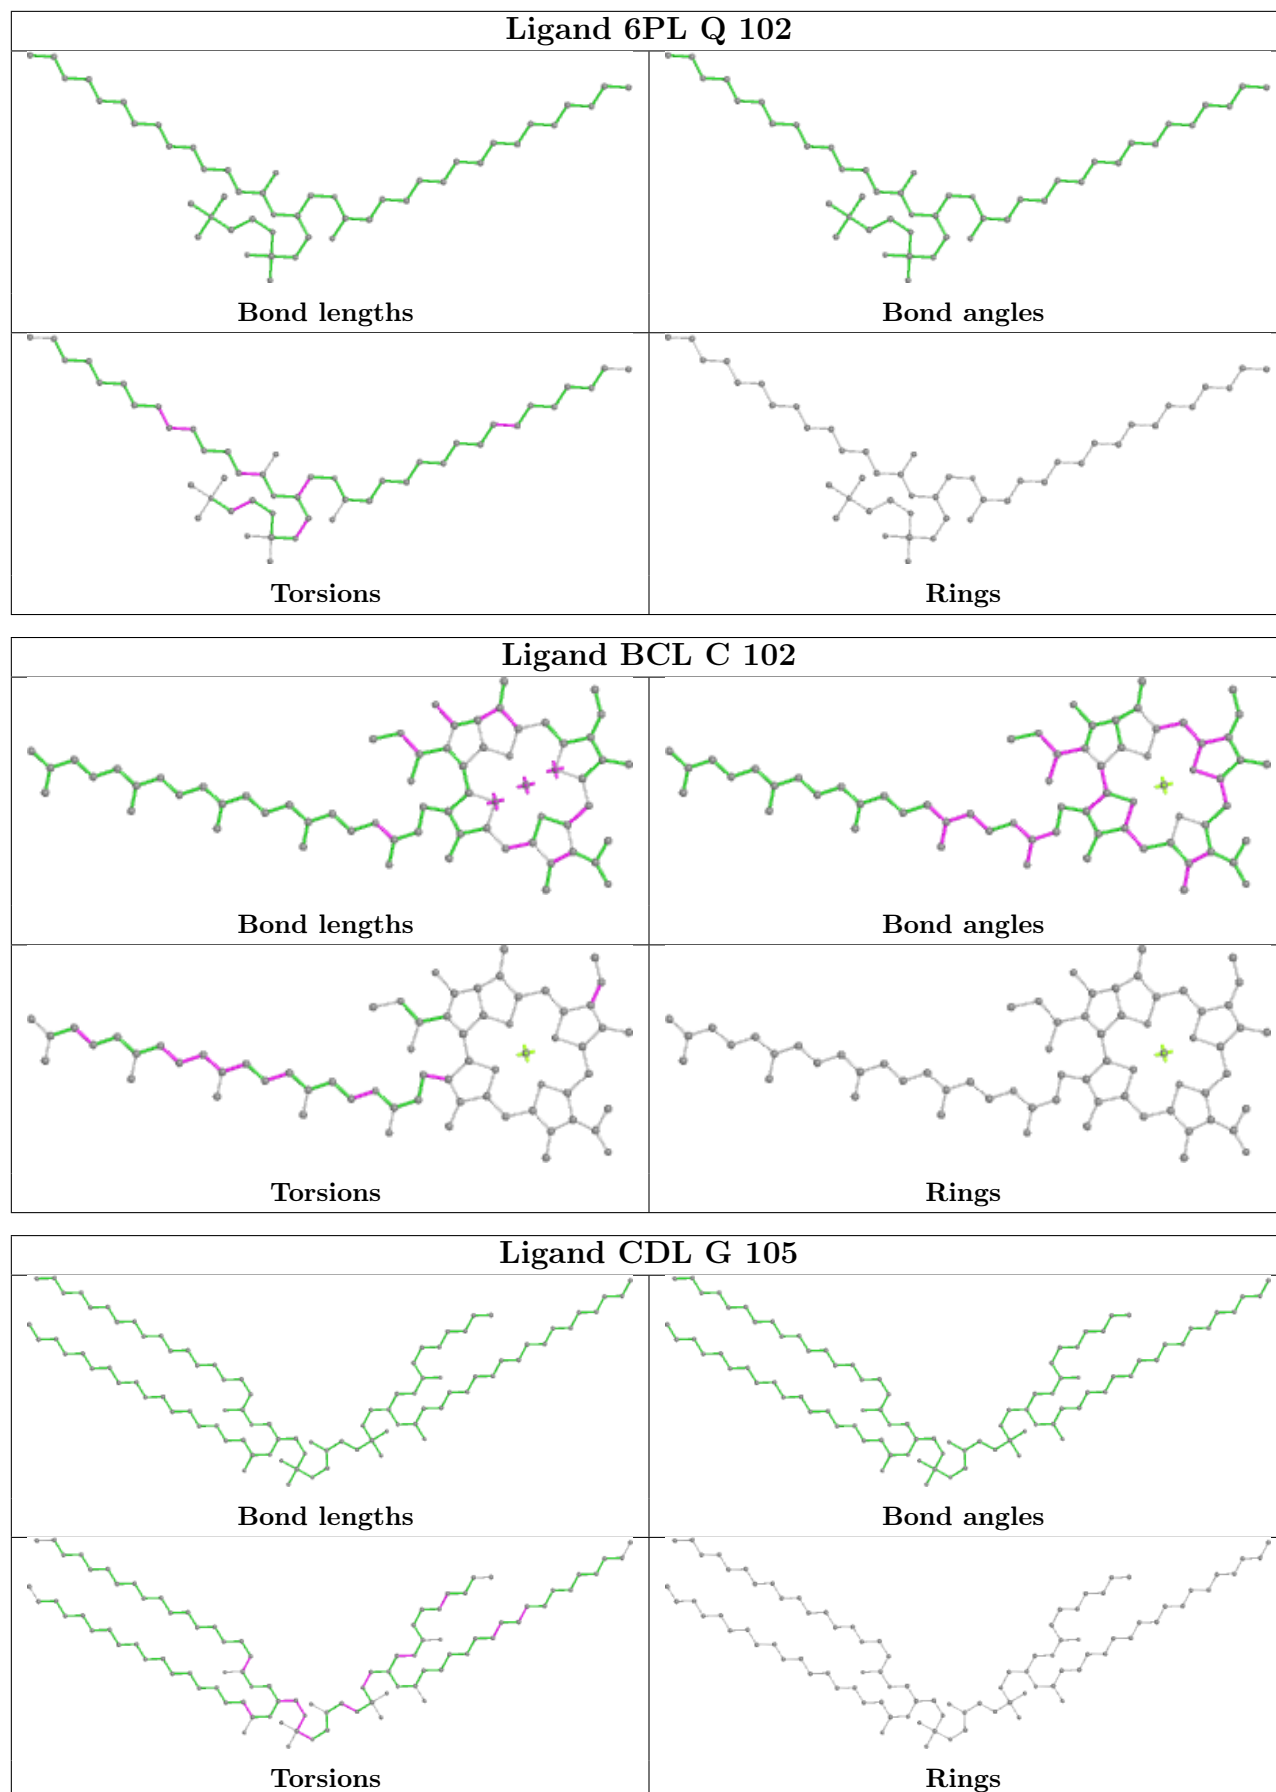 Ligand 6PL Q 102
Bond lengths
Bond angles
Torsions
Rings
Ligand BCL C 102
Bond lengths
Bond angles
Torsions
Rings
Ligand CDL G 105
Bond lengths
Bond angles
Torsions
Rings